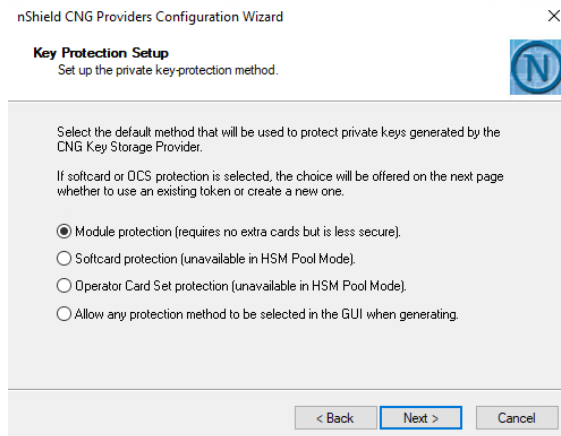 nShield CNG Providers Configuration Wizard
Key Protection Setup
Set up the private key-protection method.
N
Select the default method that will be used to protect private keys generated by the
CNG Key Storage Provider.
If softcard or OCS protection is selected, the choice will be offered on the next page
whether to use an existing token or create a new one.
Module protection (requires no extra cards but is less secure).
Softcard protection (unavailable in HSM Pool Mode).
Operator Card Set protection (unavailable in HSM Pool Mode).
Allow any protection method to be selected in the GUI when generating.
< Back Next > Cancel